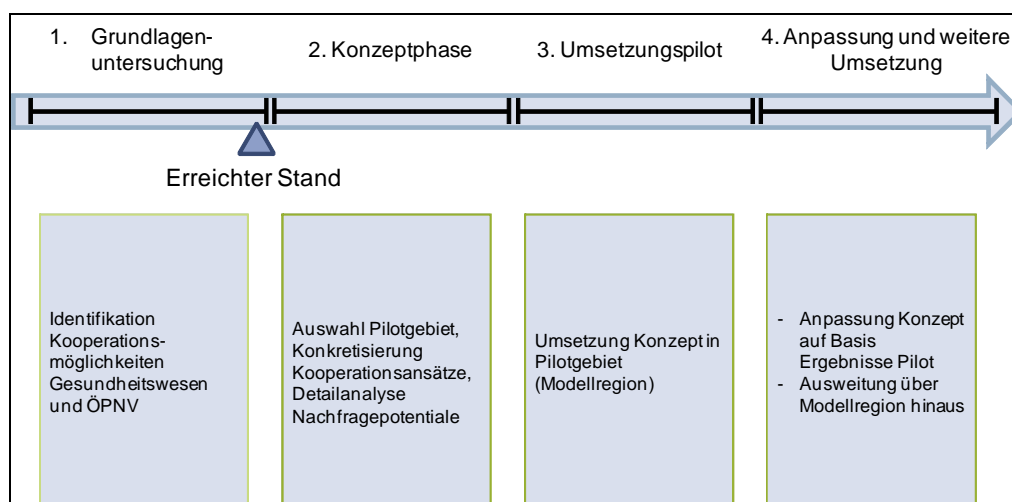 1. Grundlagen-
untersuchung
2. Konzeptphase
3. Umsetzungspilot
4. Anpassung und weitere
Umsetzung
Erreichter Stand
Identifikation
Kooperations-
möglichkeiten
Gesundheitswesen
und ÖPNV
Auswahl Pilotgebiet,
Konkretisierung
Kooperationsansätze,
Detailanalyse
Nachfragepotentiale
Umsetzung Konzept in
Pilotgebiet
(Modellregion)
- Anpassung Konzept
auf Basis
Ergebnisse Pilot
- Ausweitung über
Modellregion hinaus